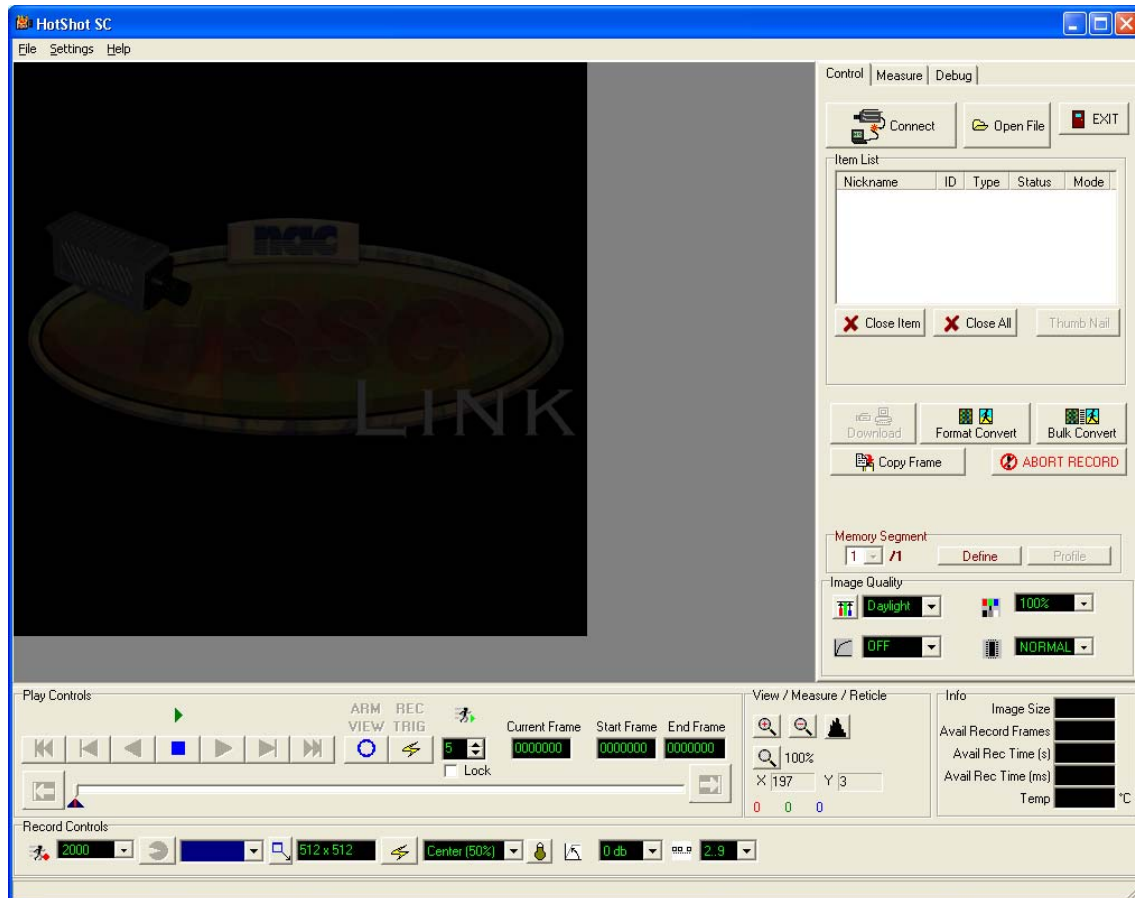 HotShot SC
File Settings Help
nac
HSSC
LINK
Control Measure Debug
Connect Open File EXIT
Item List
Nickname ID Type Status Mode
Close Item Close All Thumb Nail
Download Format Convert Bulk Convert
Copy Frame ABORT RECORD
Memory Segment
1 /1 Define Profile
Image Quality
Daylight 100%
OFF NORMAL
Play Controls
ARM VIEW
REC TRIG
Current Frame Start Frame End Frame
5 0000000 0000000 0000000
Lock
View / Measure / Reticle
100%
X 197 Y 3
0 0 0
Info
Image Size
Avail Record Frames
Avail Rec Time (s)
Avail Rec Time (ms)
Temp °C
Record Controls
2000 512 x 512 Center (50%) 0 db 2..9